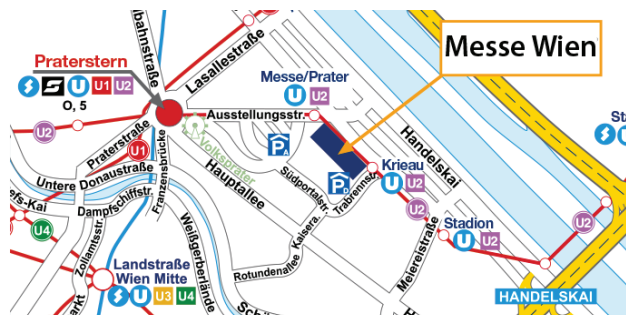 Messe Wien
Praterstern
U1 U2
O, 5
Lasallestraße
Messe/Prater
U U2
Ausstellungsstr.
U2
Praterstraße
U1
Volksprater
P A
Handelskai
Krieau
U U2
Untere Donaustraße
Franzensbrücke
Hauptallee
Südportalstr.
P D
Trabrennstr.
Dampfschiffstr.
U4
Zollamtsstr.
Weißgerberlände
Kaisera.
U2
Stadion
U U2
U2
Meiereistraße
Landstraße
Wien Mitte
U U3 U4
Rotundenallee
HANDELSKAI